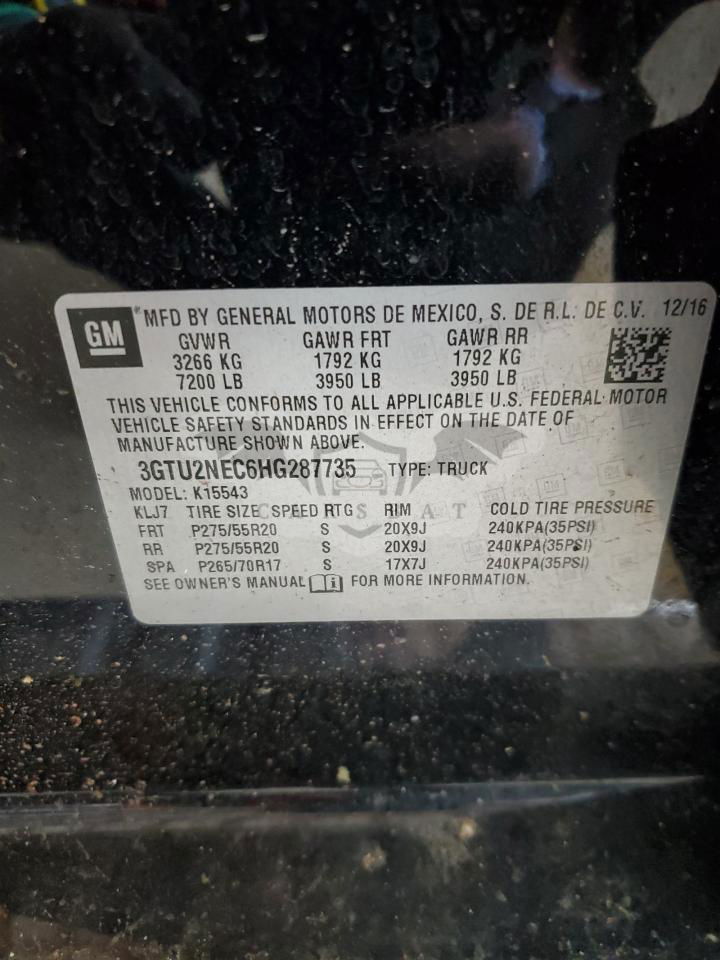 GM
*MFD BY GENERAL MOTORS DE MEXICO, S. DE R.L. DE C.V. 12/16
GVWR GAWR FRT GAWR RR
3266 KG 1792 KG 1792 KG
7200 LB 3950 LB 3950 LB
THIS VEHICLE CONFORMS TO ALL APPLICABLE U.S. FEDERAL MOTOR
VEHICLE SAFETY STANDARDS IN EFFECT ON THE DATE OF
MANUFACTURE SHOWN ABOVE.
3GTU2NEC6HG287735 TYPE: TRUCK
MODEL: K15543
KLJ7 TIRE SIZE SPEED RTG RIM COLD TIRE PRESSURE
FRT P275/55R20 S 20X9J 240KPA(35PSI)
RR P275/55R20 S 20X9J 240KPA(35PSI)
SPA P265/70R17 S 17X7J 240KPA(35PSI)
SEE OWNER'S MANUAL FOR MORE INFORMATION.